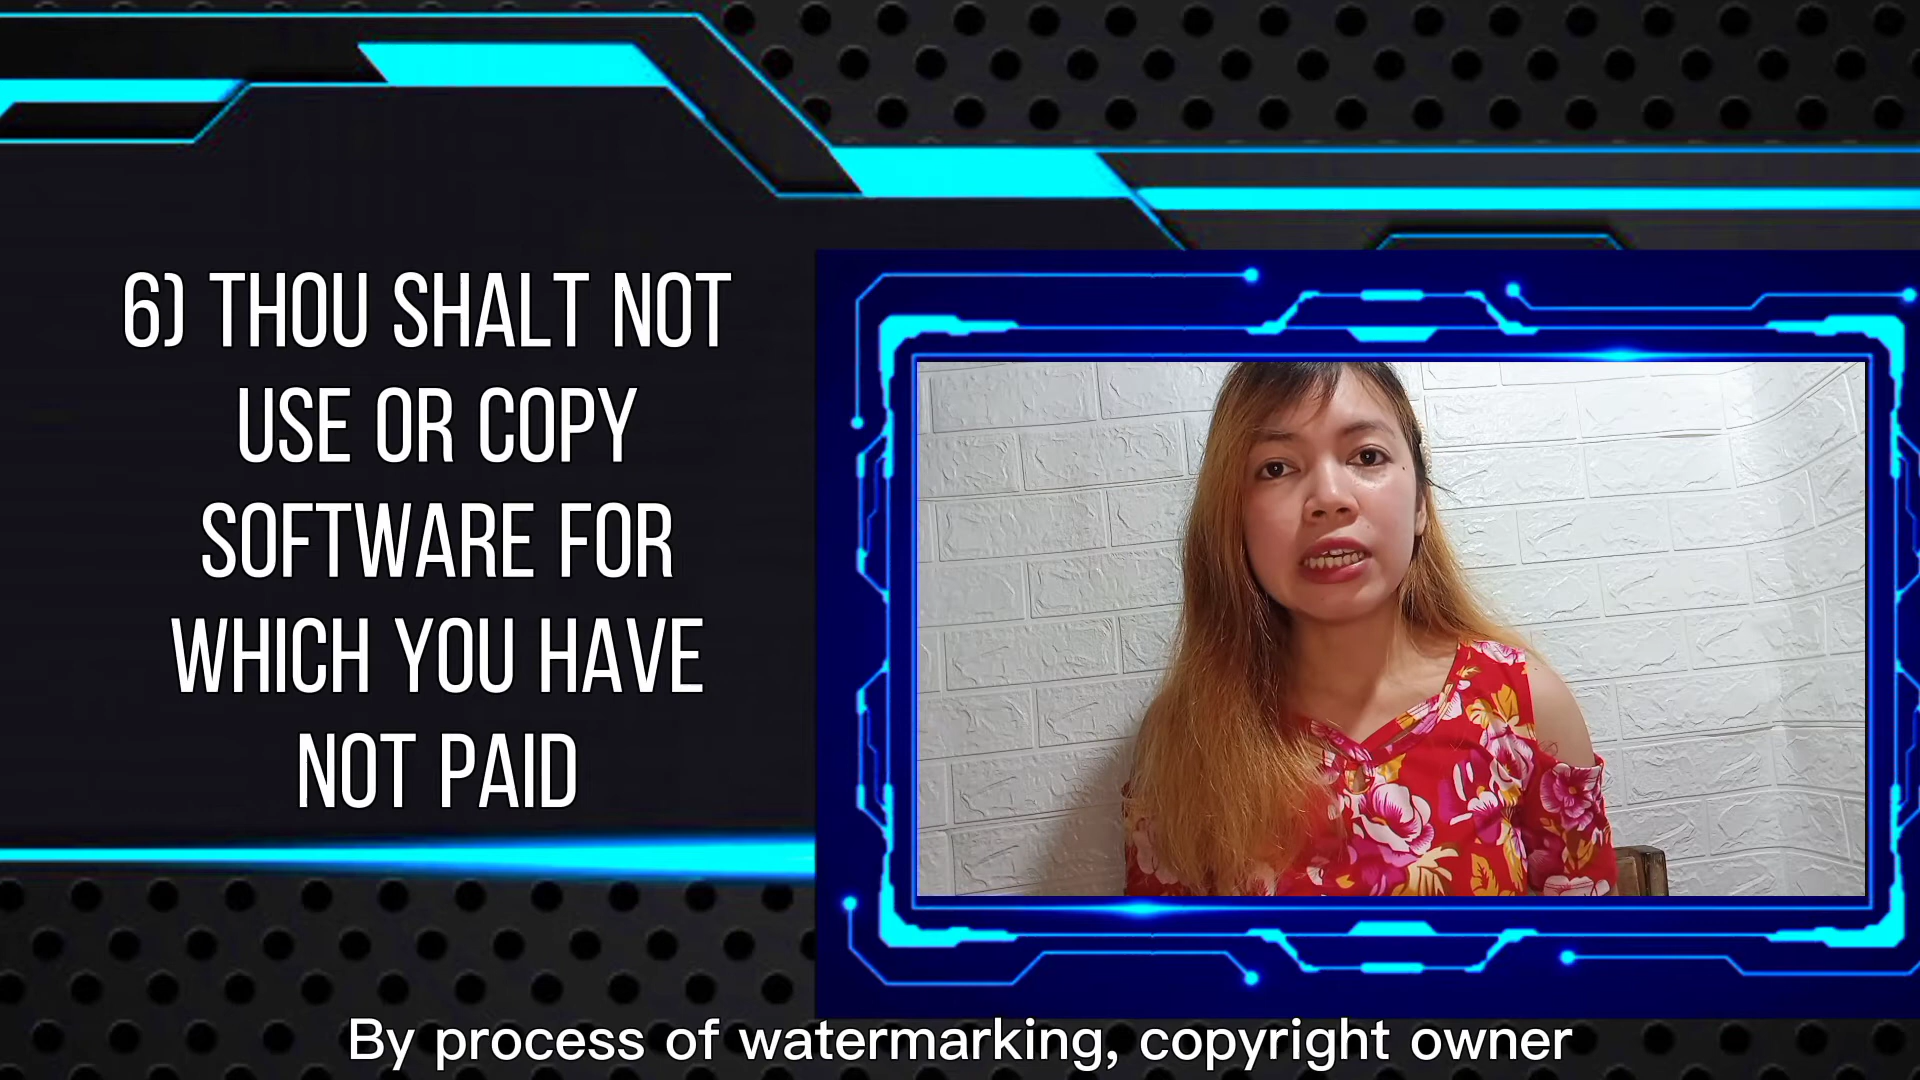 6) THOU SHALT NOT
USE OR COPY
SOFTWARE FOR
WHICH YOU HAVE
NOT PAID
By process of watermarking, copyright owner